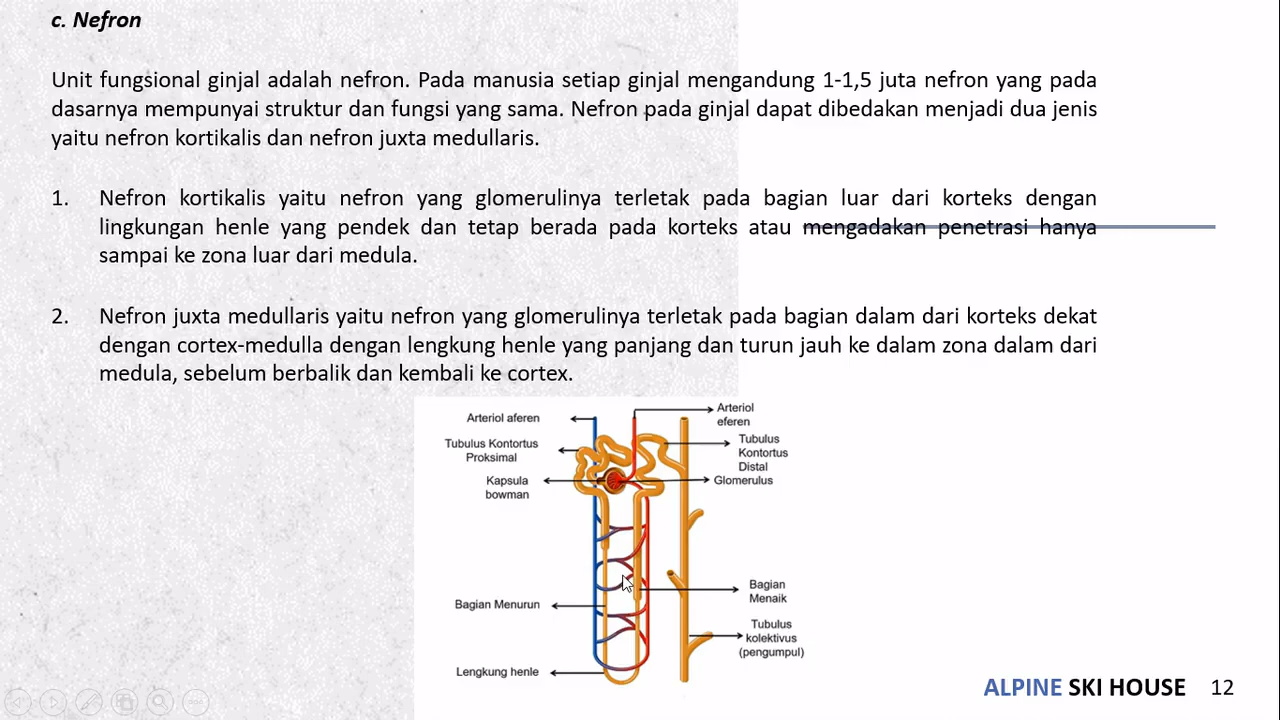 c. Nefron
Unit fungsional ginjal adalah nefron. Pada manusia setiap ginjal mengandung 1-1,5 juta nefron yang pada
dasarnya mempunyai struktur dan fungsi yang sama. Nefron pada ginjal dapat dibedakan menjadi dua jenis
yaitu nefron kortikalis dan nefron juxta medullaris.
1. Nefron kortikalis yaitu nefron yang glomerulinya terletak pada bagian luar dari korteks dengan
lingkungan henle yang pendek dan tetap berada pada korteks atau mengadakan penetrasi hanya
sampai ke zona luar dari medula.
2. Nefron juxta medullaris yaitu nefron yang glomerulinya terletak pada bagian dalam dari korteks dekat
dengan cortex-medulla dengan lengkung henle yang panjang dan turun jauh ke dalam zona dalam dari
medula, sebelum berbalik dan kembali ke cortex.
Arteriol aferen
Tubulus Kontortus
Proksimal
Kapsula
bowman
Bagian Menurun
Lengkung henle
Arteriol
eferen
Tubulus
Kontortus
Distal
Glomerulus
Bagian
Menaik
Tubulus
kolektivus
(pengumpul)
ALPINE SKI HOUSE 12